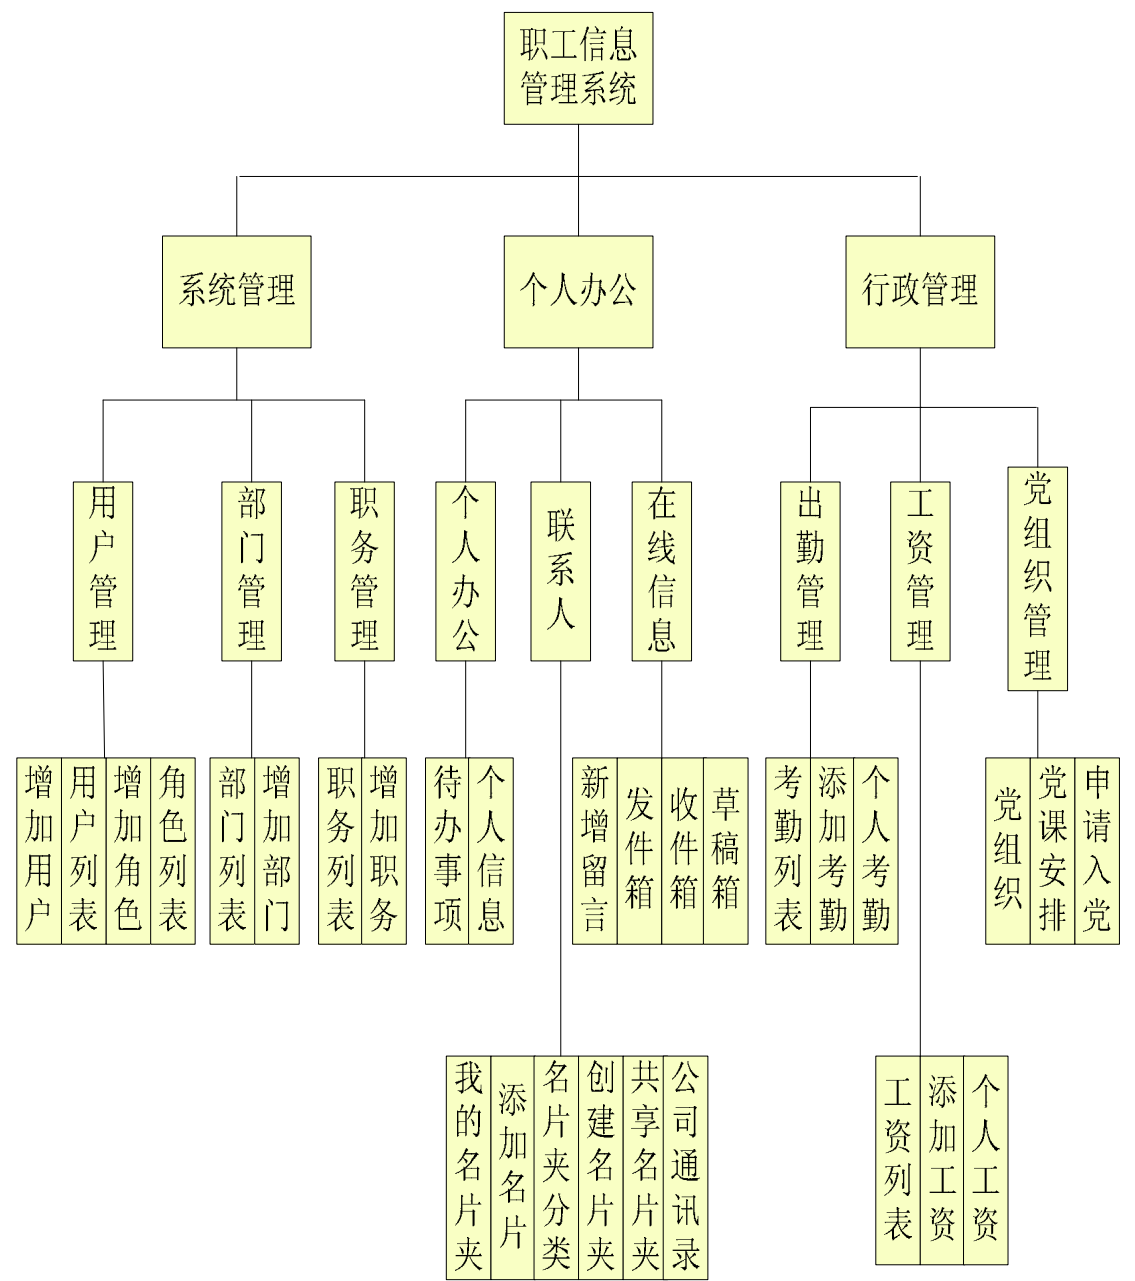 职工信息
管理系统
系统管理
个人办公
行政管理
用户管理
部门管理
职务管理
个人办公
联系人
在线信息
出勤管理
工资管理
党组织管理
增加用户
用户列表
增加角色
角色列表
部门列表
增加部门
职务列表
增加职务
待办事项
个人信息
新增留言
发件箱
收件箱
草稿箱
考勤列表
添加考勤
个人考勤
党组织
党课安排
申请入党
我的名片夹
添加名片
名片夹分类
创建名片夹
共享名片夹
公司通讯录
工资列表
添加工资
个人工资